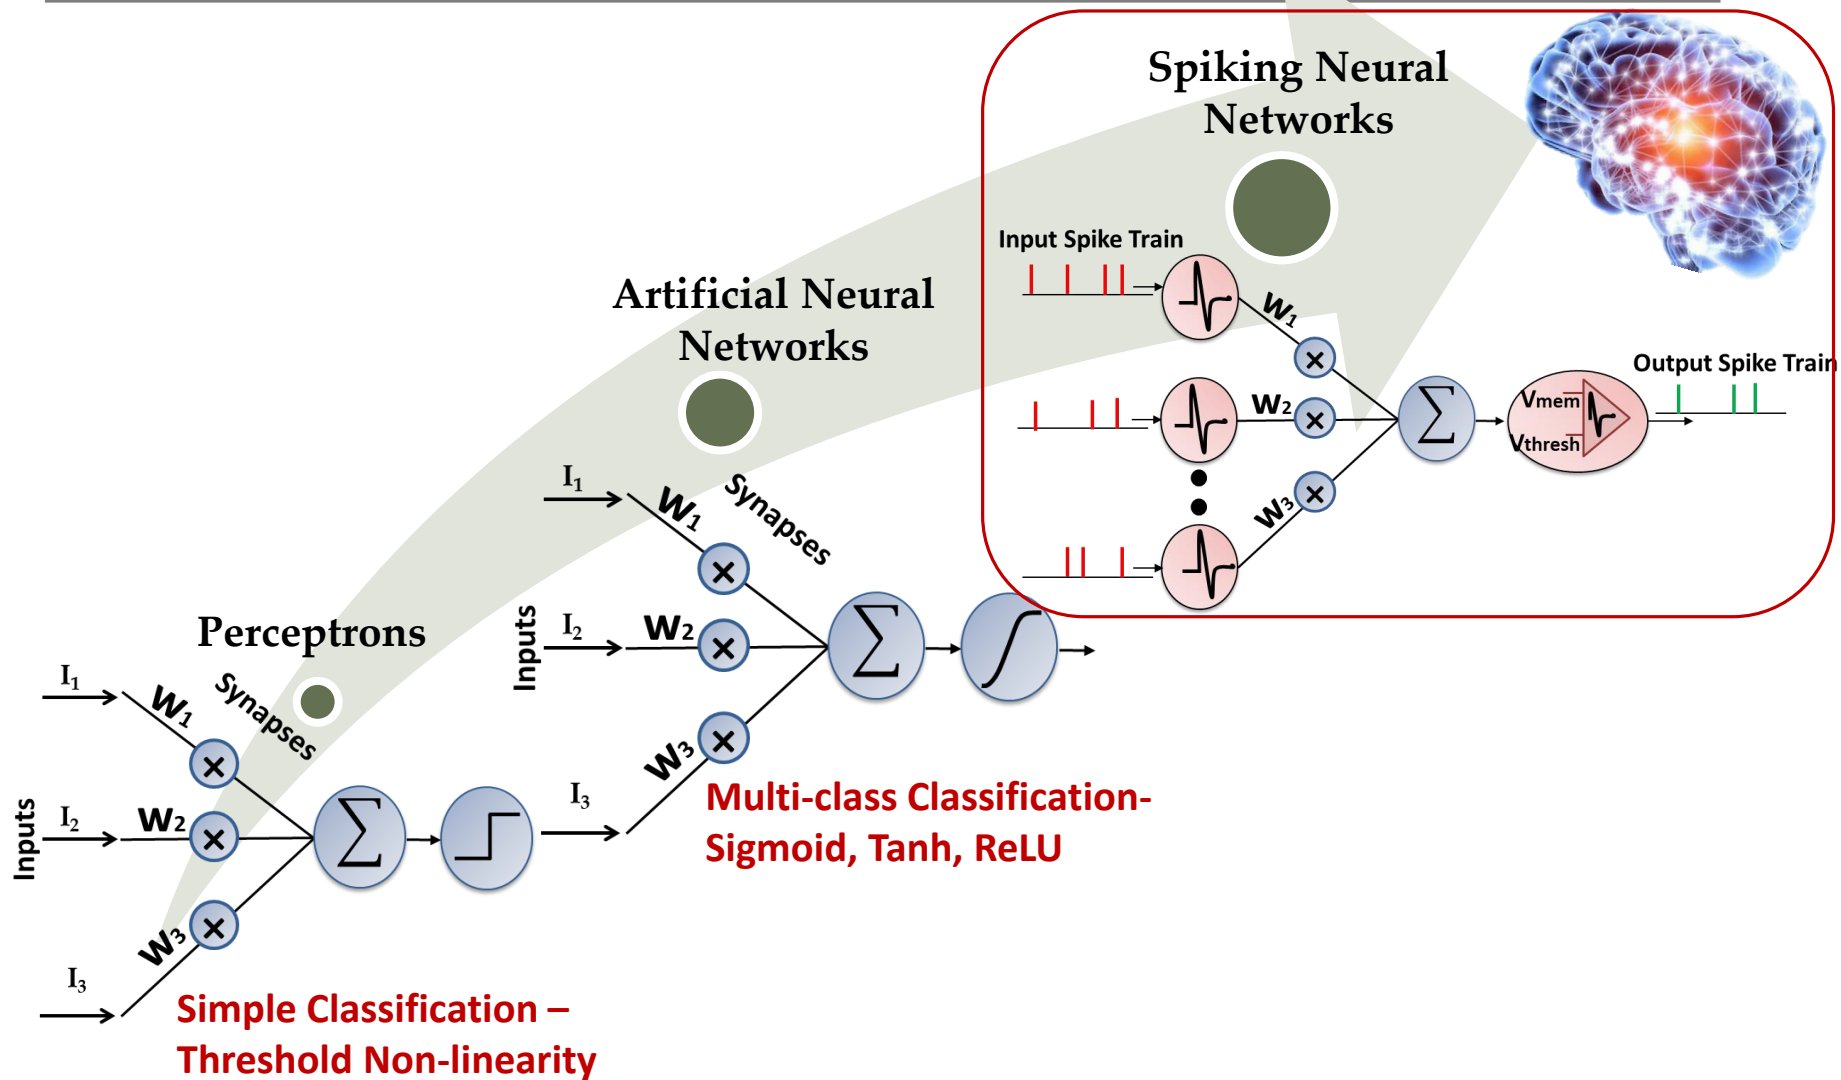 Spiking Neural
Networks
Input Spike Train
W1
W2
W3
Σ
Vmem
Vthresh
Output Spike Train
Artificial Neural
Networks
Synapses
Inputs
I1
I2
I3
W1
W2
W3
Σ
Multi-class Classification-
Sigmoid, Tanh, ReLU
Perceptrons
Synapses
Inputs
I1
I2
I3
W1
W2
W3
Σ
Simple Classification –
Threshold Non-linearity